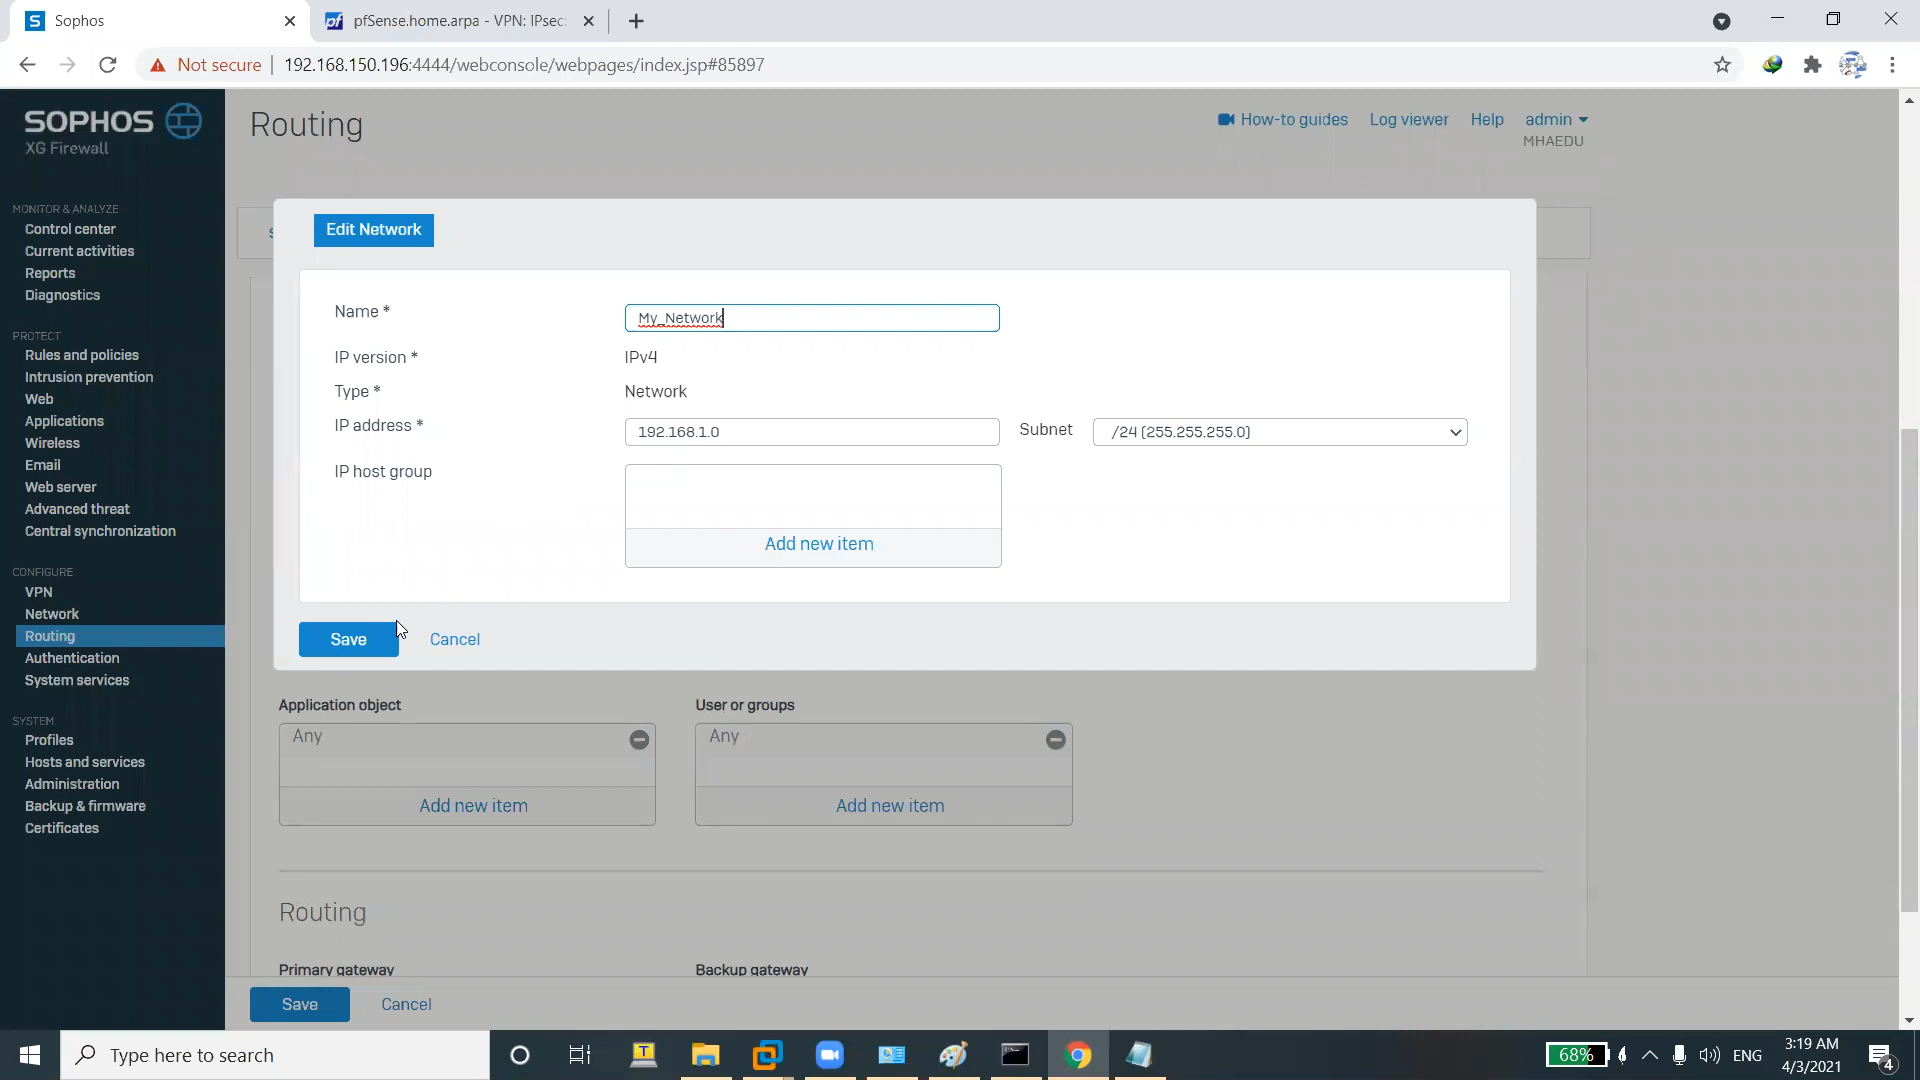 Sophos
pfSense.home.arpa - VPN: IPsec:
Not secure
192.168.150.196:4444/webconsole/webpages/index.jsp#85897
SOPHOS
XG Firewall
Routing
How-to guides
Log viewer
Help
admin
MHAEDU
MONITOR & ANALYZE
Control center
Current activities
Reports
Diagnostics
PROTECT
Rules and policies
Intrusion prevention
Web
Applications
Wireless
Email
Web server
Advanced threat
Central synchronization
CONFIGURE
VPN
Network
Routing
Authentication
System services
SYSTEM
Profiles
Hosts and services
Administration
Backup & firmware
Certificates
Edit Network
Name *
My_Network
IP version *
IPv4
Type *
Network
IP address *
192.168.1.0
Subnet
/24 (255.255.255.0)
IP host group
Add new item
Save
Cancel
Application object
User or groups
Any
Any
Add new item
Add new item
Routing
Primary gateway
Backup gateway
Save
Cancel
Type here to search
68%
ENG
3:19 AM
4/3/2021
4